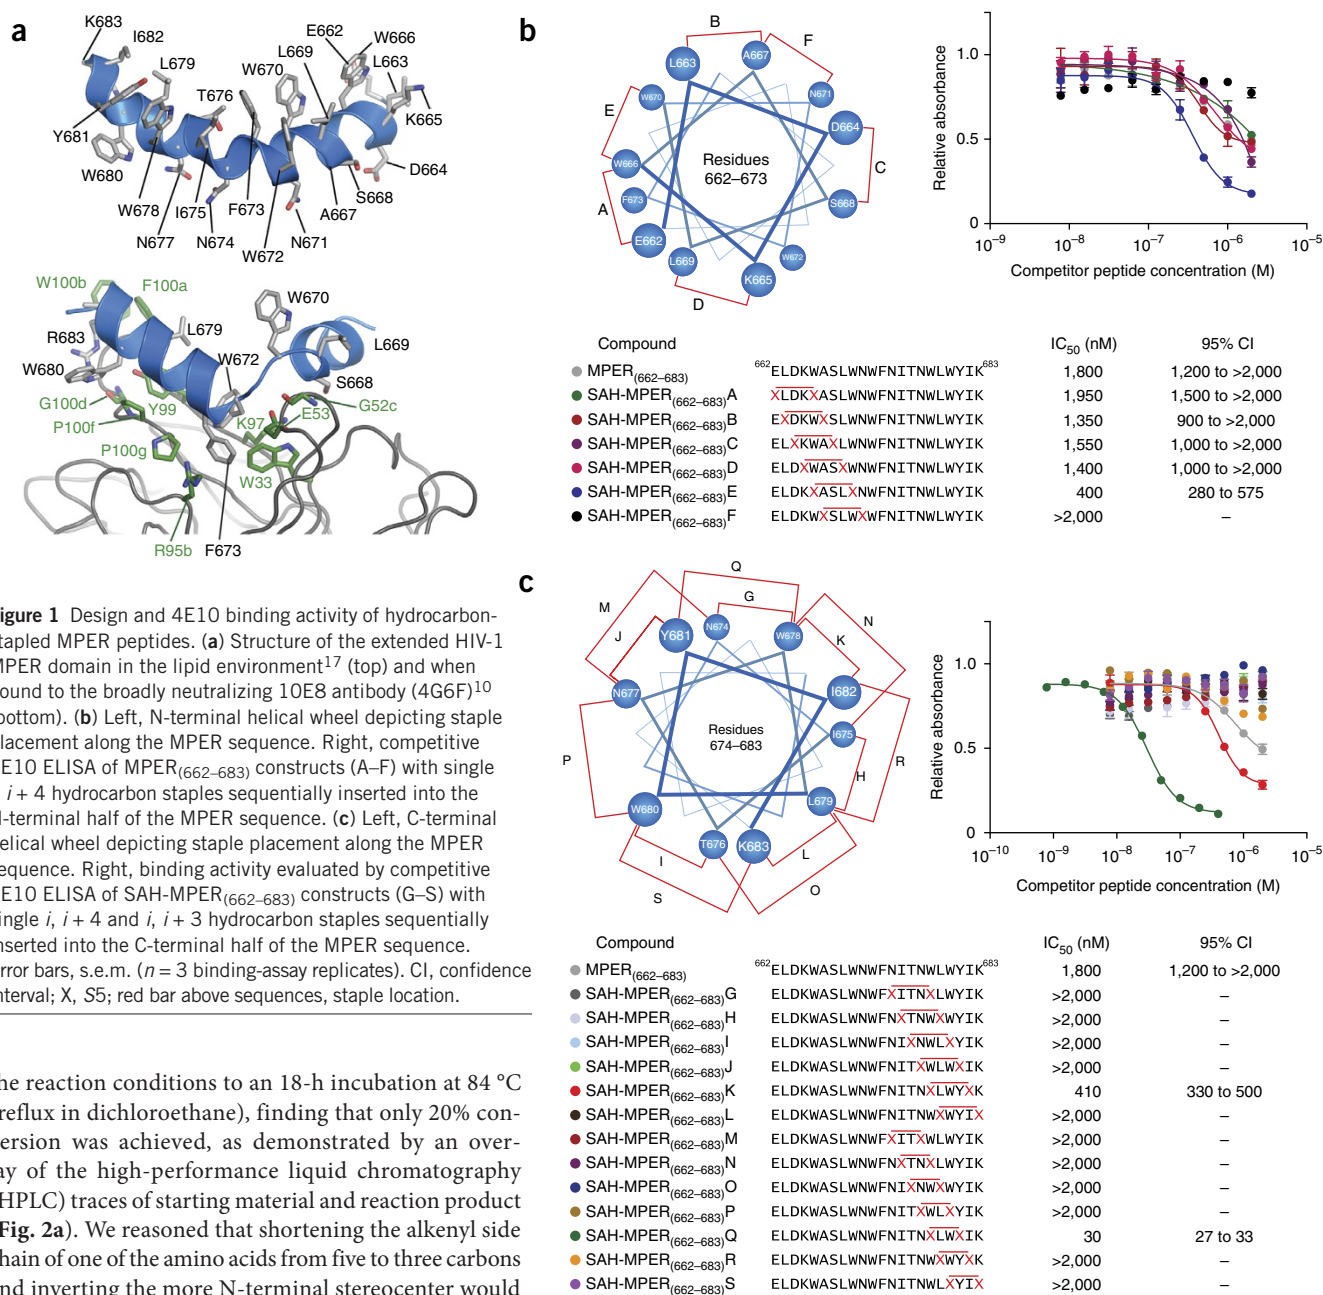 a
K683
I682
L679
T676
W670
L669
E662
W666
L663
K665
D664
S668
A667
N671
W672
F673
N674
I675
N677
W678
W680
Y681
W100b
F100a
W670
R683
L679
L669
W680
W672
S668
G100d
Y99
K97
E53
G52c
P100f
P100g
W33
R95b
F673
b
B
F
E
C
A
D
L663
A667
N671
W670
D664
W666
S668
F673
E662
L669
K665
W672
Residues
662–673
Relative absorbance
1.0
0.5
0
10⁻⁹ 10⁻⁸ 10⁻⁷ 10⁻⁶ 10⁻⁵
Competitor peptide concentration (M)
Compound IC50 (nM) 95% CI
MPER(662–683) 662ELDKWASLWNWFNITNWLWYIK683 1,800 1,200 to >2,000
SAH-MPER(662–683)A XLDKXASLWNWFNITNWLWYIK 1,950 1,500 to >2,000
SAH-MPER(662–683)B EXDKWXSLWNWFNITNWLWYIK 1,350 900 to >2,000
SAH-MPER(662–683)C ELXKWAXLWNWFNITNWLWYIK 1,550 1,000 to >2,000
SAH-MPER(662–683)D ELDXWASXWNWFNITNWLWYIK 1,400 1,000 to >2,000
SAH-MPER(662–683)E ELDKXASLXNWFNITNWLWYIK 400 280 to 575
SAH-MPER(662–683)F ELDKWXSLWXWFNITNWLWYIK >2,000 –
c
Q
M
G
N
J
K
P
H
R
I
L
S
O
Y681
N674
W678
N677
I682
I675
W680
L679
T676
K683
Residues
674–683
Relative absorbance
1.0
0.5
0
10⁻¹⁰ 10⁻⁹ 10⁻⁸ 10⁻⁷ 10⁻⁶ 10⁻⁵
Competitor peptide concentration (M)
Compound IC50 (nM) 95% CI
MPER(662–683) 662ELDKWASLWNWFNITNWLWYIK683 1,800 1,200 to >2,000
SAH-MPER(662–683)G ELDKWASLWNWFXITNXLWYIK >2,000 –
SAH-MPER(662–683)H ELDKWASLWNWFNXTNWXWYIK >2,000 –
SAH-MPER(662–683)I ELDKWASLWNWFNIXNWLXYIK >2,000 –
SAH-MPER(662–683)J ELDKWASLWNWFNITXWLWXIK >2,000 –
SAH-MPER(662–683)K ELDKWASLWNWFNITNXLWYXK 410 330 to 500
SAH-MPER(662–683)L ELDKWASLWNWFNITNWXWYIX >2,000 –
SAH-MPER(662–683)M ELDKWASLWNWFXITXWLWYIK >2,000 –
SAH-MPER(662–683)N ELDKWASLWNWFNXTNXLWYIK >2,000 –
SAH-MPER(662–683)O ELDKWASLWNWFNIXNWXWYIK >2,000 –
SAH-MPER(662–683)P ELDKWASLWNWFNITXWLXYIK >2,000 –
SAH-MPER(662–683)Q ELDKWASLWNWFNITNXLWXIK 30 27 to 33
SAH-MPER(662–683)R ELDKWASLWNWFNITNWXWYXK >2,000 –
SAH-MPER(662–683)S ELDKWASLWNWFNITNWLXYIX >2,000 –
igure 1 Design and 4E10 binding activity of hydrocarbon-
tapled MPER peptides. (a) Structure of the extended HIV-1
MPER domain in the lipid environment17 (top) and when
ound to the broadly neutralizing 10E8 antibody (4G6F)10
bottom). (b) Left, N-terminal helical wheel depicting staple
lacement along the MPER sequence. Right, competitive
E10 ELISA of MPER(662–683) constructs (A–F) with single
i + 4 hydrocarbon staples sequentially inserted into the
-terminal half of the MPER sequence. (c) Left, C-terminal
elical wheel depicting staple placement along the MPER
equence. Right, binding activity evaluated by competitive
E10 ELISA of SAH-MPER(662–683) constructs (G–S) with
ingle i, i + 4 and i, i + 3 hydrocarbon staples sequentially
nserted into the C-terminal half of the MPER sequence.
rror bars, s.e.m. (n = 3 binding-assay replicates). CI, confidence
nterval; X, S5; red bar above sequences, staple location.
he reaction conditions to an 18-h incubation at 84 °C
reflux in dichloroethane), finding that only 20% con-
ersion was achieved, as demonstrated by an over-
ay of the high-performance liquid chromatography
HPLC) traces of starting material and reaction product
Fig. 2a). We reasoned that shortening the alkenyl side
hain of one of the amino acids from five to three carbons
nd inverting the more N-terminal stereocenter would